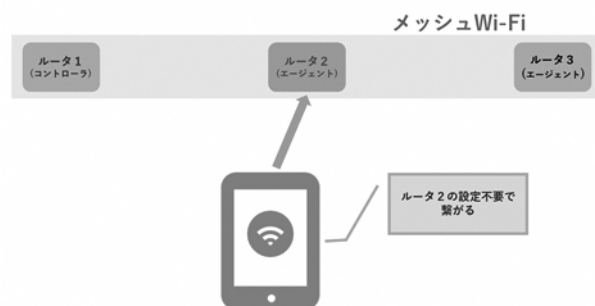 メッシュWi-Fi
ルータ1
(コントローラ)
ルータ2
(エージェント)
ルータ3
(エージェント)
ルータ2の設定不要で
繋がる